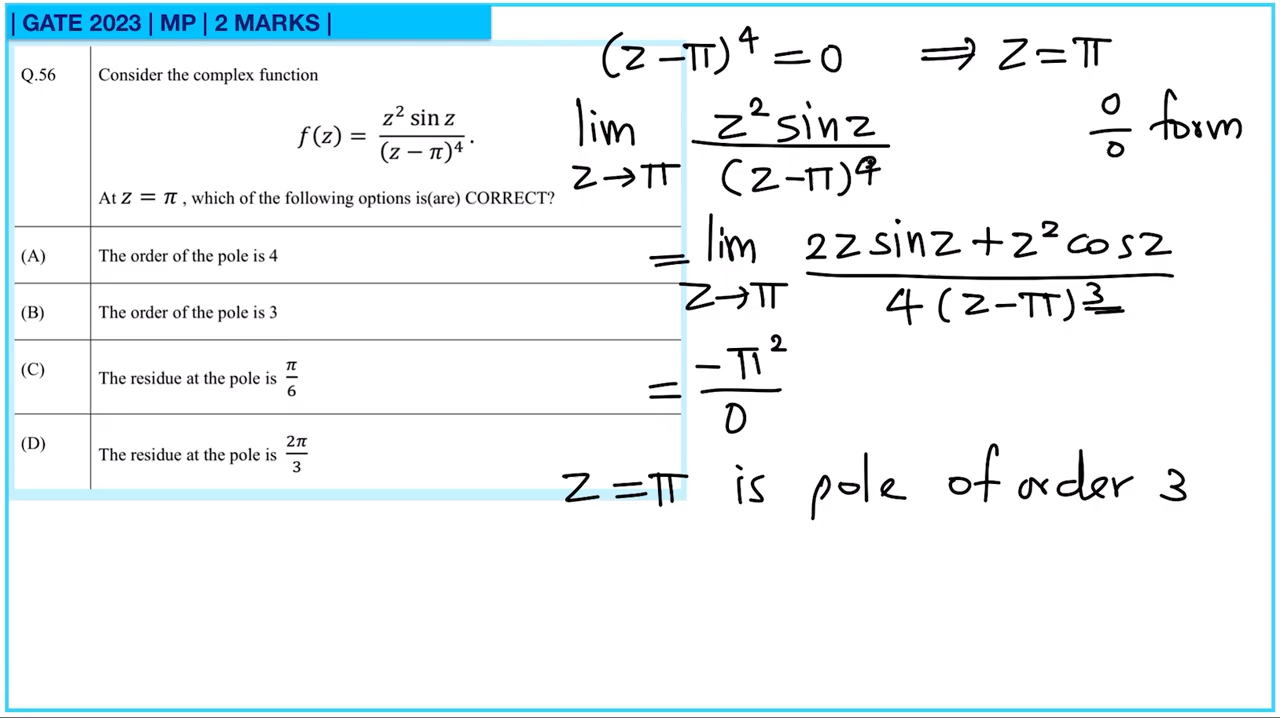 | GATE 2023 | MP | 2 MARKS |
Q.56 Consider the complex function
f(z) = z² sin z / (z − π)⁴ .
At z = π , which of the following options is(are) CORRECT?
(A) The order of the pole is 4
(B) The order of the pole is 3
(C) The residue at the pole is π/6
(D) The residue at the pole is 2π/3
(z−π)⁴ = 0 ⟹ z = π
lim z→π z² sin z / (z−π)⁴ 0/0 form
= lim z→π 2z sin z + z² cos z / 4(z−π)³
= −π²/0
z = π is pole of order 3